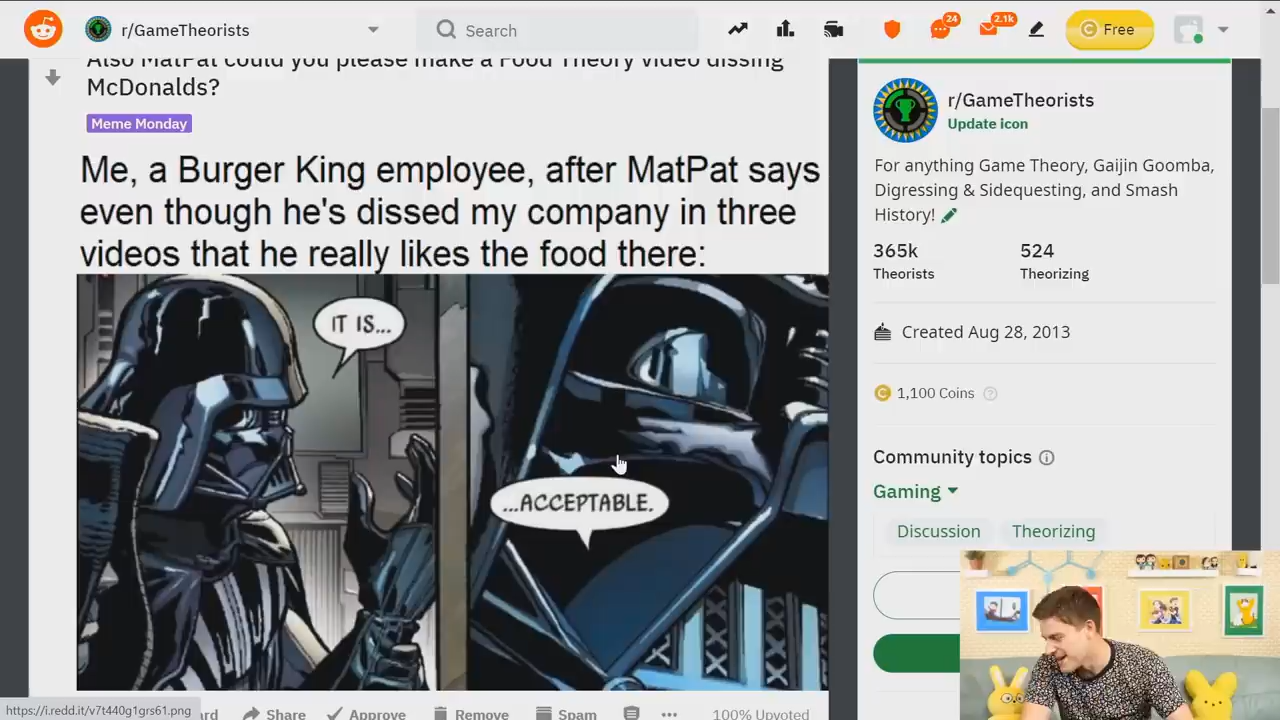 r/GameTheorists
Search
24
2.1k
Free
Also MatPat could you please make a Food Theory video dissing
McDonalds?
Meme Monday
Me, a Burger King employee, after MatPat says
even though he's dissed my company in three
videos that he really likes the food there:
IT IS...
...ACCEPTABLE.
r/GameTheorists
Update icon
For anything Game Theory, Gaijin Goomba,
Digressing & Sidequesting, and Smash
History!
365k
524
Theorists
Theorizing
Created Aug 28, 2013
1,100 Coins
Community topics
Gaming
Discussion
Theorizing
https://i.redd.it/v7t440g1grs61.png
Share
Approve
Remove
Spam
100% Upvoted